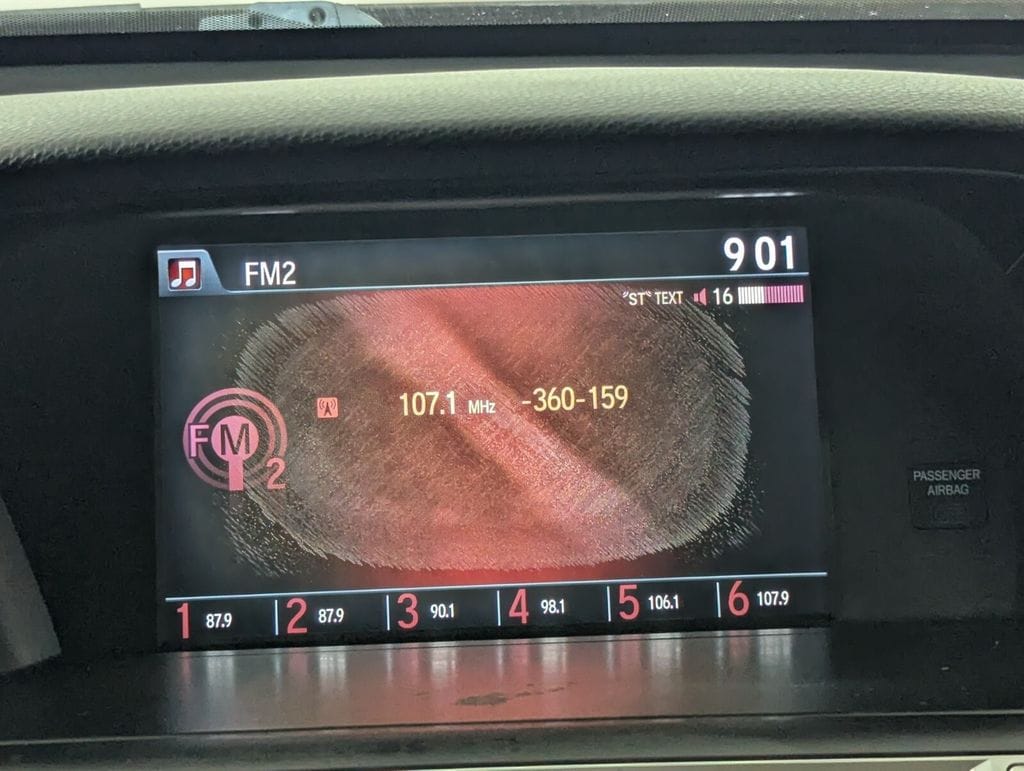 FM2
9 01
"ST" TEXT 16
107.1 MHz -360-159
FM
2
PASSENGER
AIRBAG
1 87.9 2 87.9 3 90.1 4 98.1 5 106.1 6 107.9